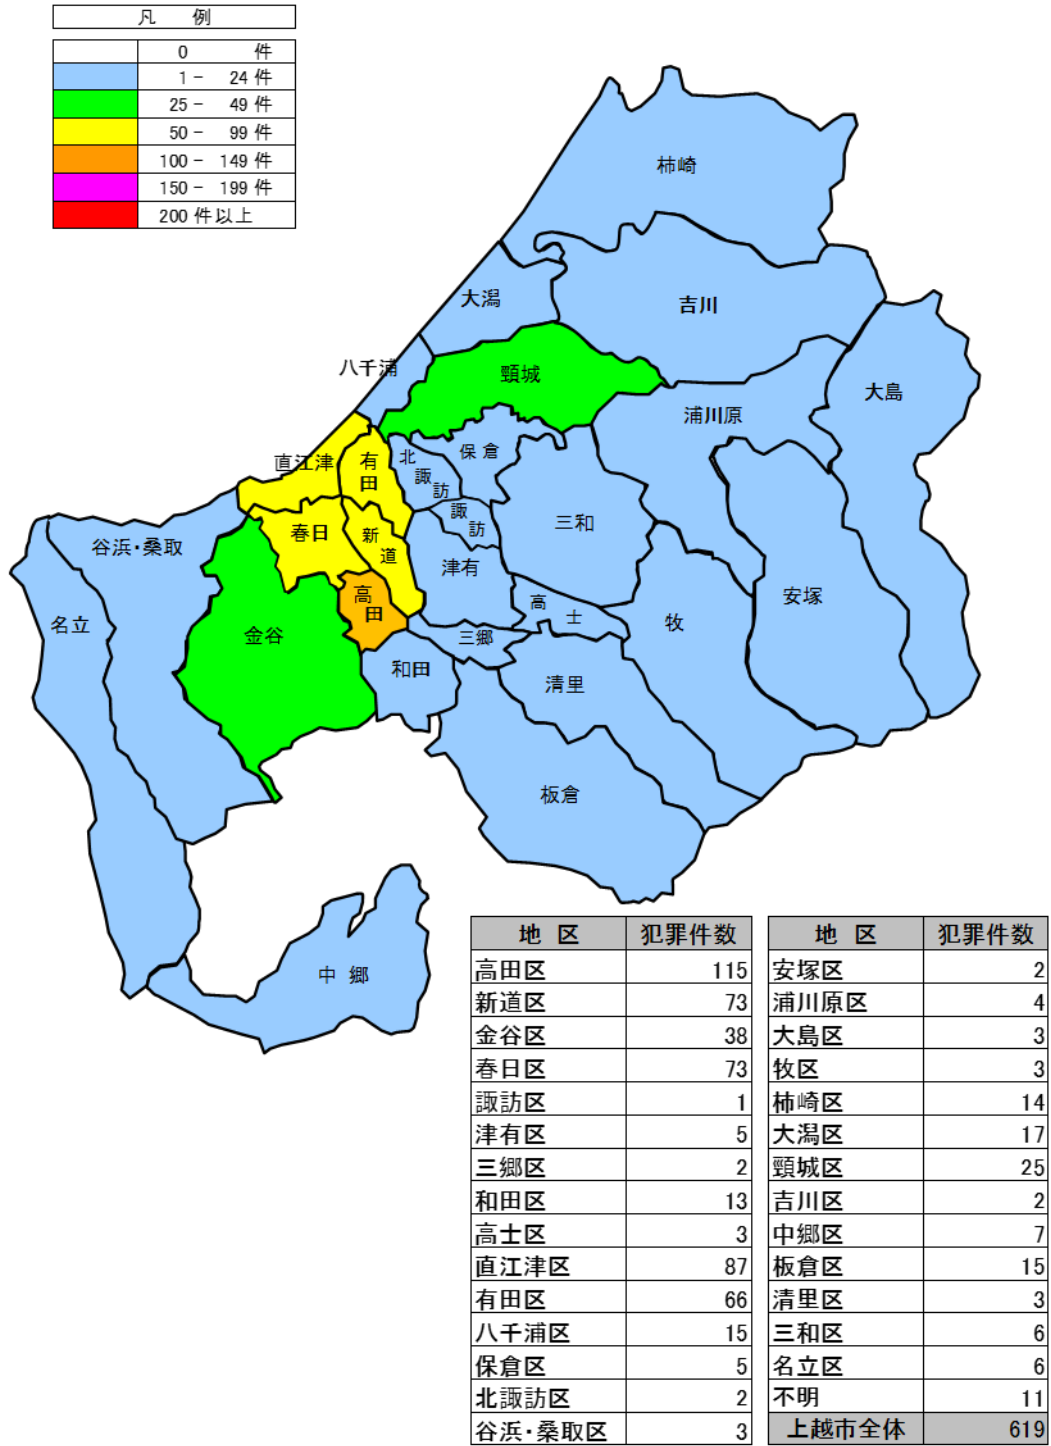 凡 例
0 件
1 - 24 件
25 - 49 件
50 - 99 件
100 - 149 件
150 - 199 件
200 件以上
柿崎
大潟
吉川
八千浦
頸城
大島
浦川原
直江津
有田
北諏訪
保倉
諏訪
三和
春日
新道
谷浜・桑取
津有
高田
高士
安塚
名立
金谷
三郷
牧
和田
清里
板倉
中郷
地区 犯罪件数
高田区 115
新道区 73
金谷区 38
春日区 73
諏訪区 1
津有区 5
三郷区 2
和田区 13
高士区 3
直江津区 87
有田区 66
八千浦区 15
保倉区 5
北諏訪区 2
谷浜・桑取区 3
地区 犯罪件数
安塚区 2
浦川原区 4
大島区 3
牧区 3
柿崎区 14
大潟区 17
頸城区 25
吉川区 2
中郷区 7
板倉区 15
清里区 3
三和区 6
名立区 6
不明 11
上越市全体 619